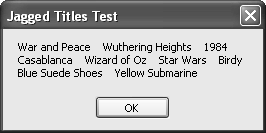 Jagged Titles Test
War and Peace    Wuthering Heights    1984
Casablanca    Wizard of Oz    Star Wars    Birdy
Blue Suede Shoes    Yellow Submarine
OK